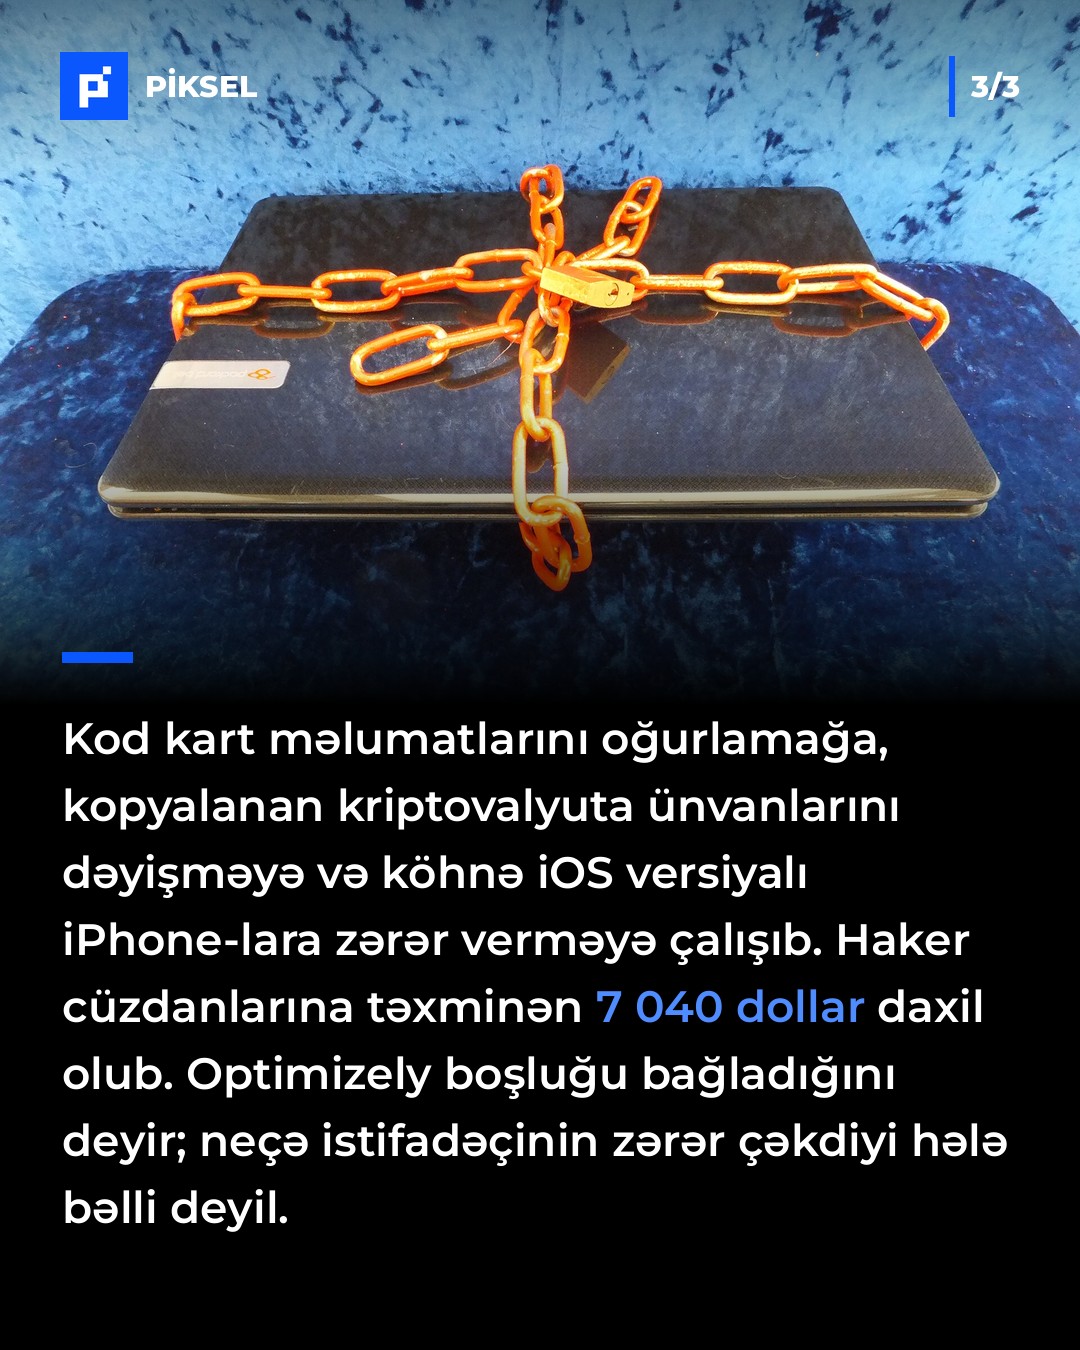 PİKSEL
3/3
Kod kart məlumatlarını oğurlamağa,
kopyalanan kriptovalyuta ünvanlarını
dəyişməyə və köhnə iOS versiyalı
iPhone-lara zərər verməyə çalışıb. Haker
cüzdanlarına təxminən 7 040 dollar daxil
olub. Optimizely boşluğu bağladığını
deyir; neçə istifadəçinin zərər çəkdiyi hələ
bəlli deyil.